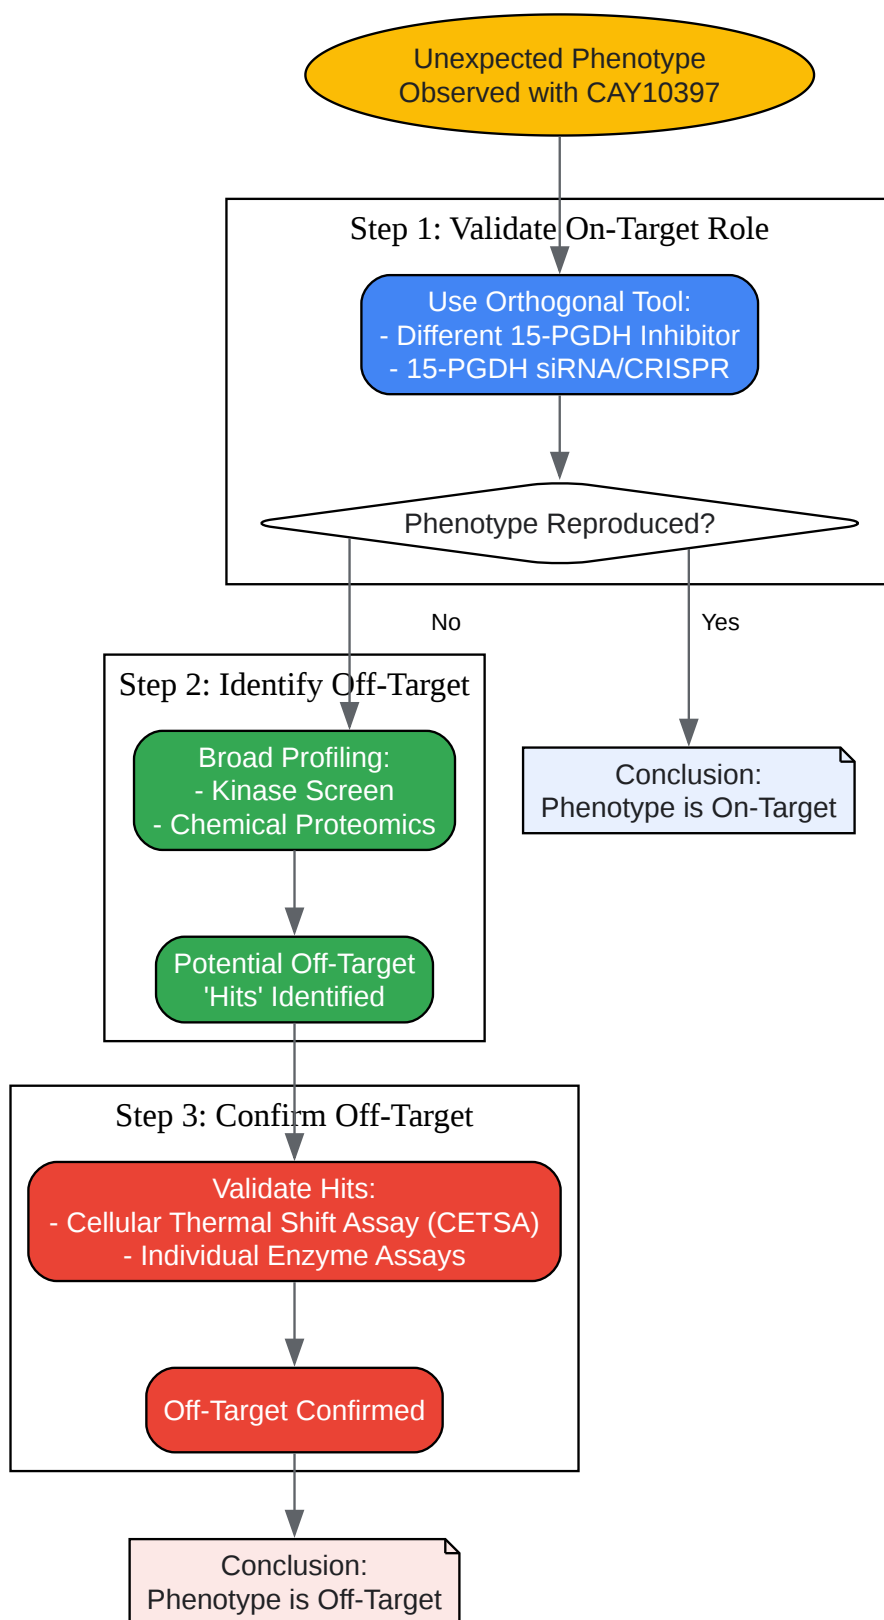 Unexpected Phenotype
Observed with CAY10397
Step 1: Validate On-Target Role
Use Orthogonal Tool:
- Different 15-PGDH Inhibitor
- 15-PGDH siRNA/CRISPR
Phenotype Reproduced?
No
Yes
Step 2: Identify Off-Target
Broad Profiling:
- Kinase Screen
- Chemical Proteomics
Conclusion:
Phenotype is On-Target
Potential Off-Target
'Hits' Identified
Step 3: Confirm Off-Target
Validate Hits:
- Cellular Thermal Shift Assay (CETSA)
- Individual Enzyme Assays
Off-Target Confirmed
Conclusion:
Phenotype is Off-Target